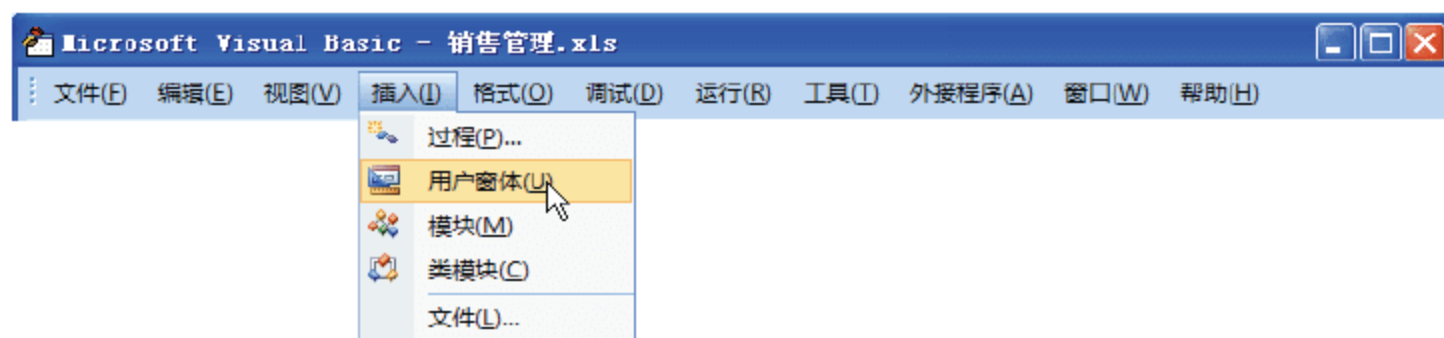 Microsoft Visual Basic - 销售管理.xls
文件(F) 编辑(E) 视图(V) 插入(I) 格式(O) 调试(D) 运行(R) 工具(T) 外接程序(A) 窗口(W) 帮助(H)
过程(P)...
用户窗体(U)
模块(M)
类模块(C)
文件(L)...